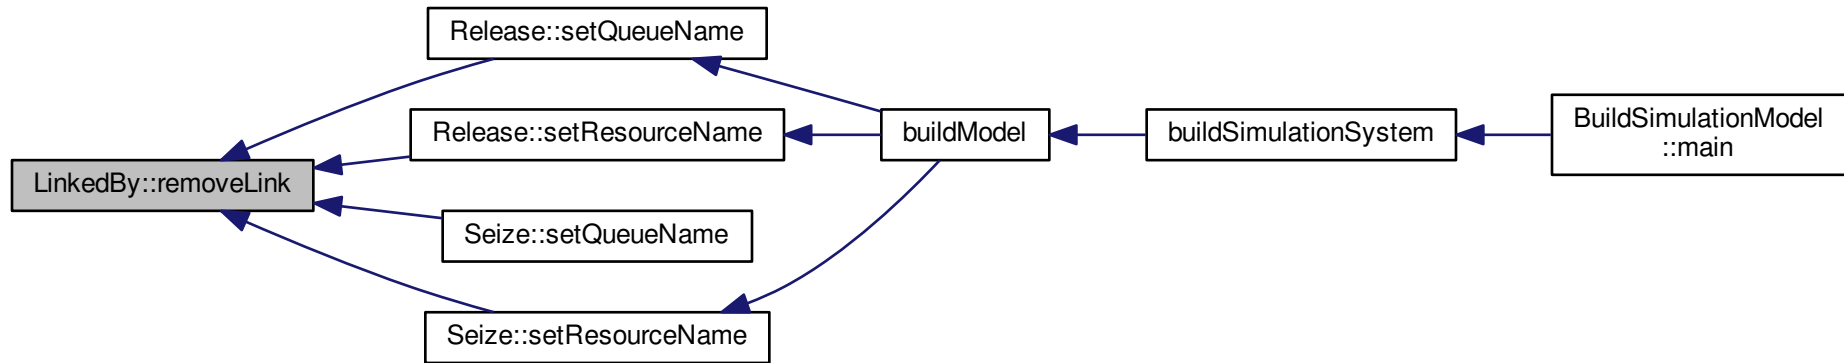 Release::setQueueName
Release::setResourceName
buildModel
buildSimulationSystem
BuildSimulationModel
::main
LinkedBy::removeLink
Seize::setQueueName
Seize::setResourceName